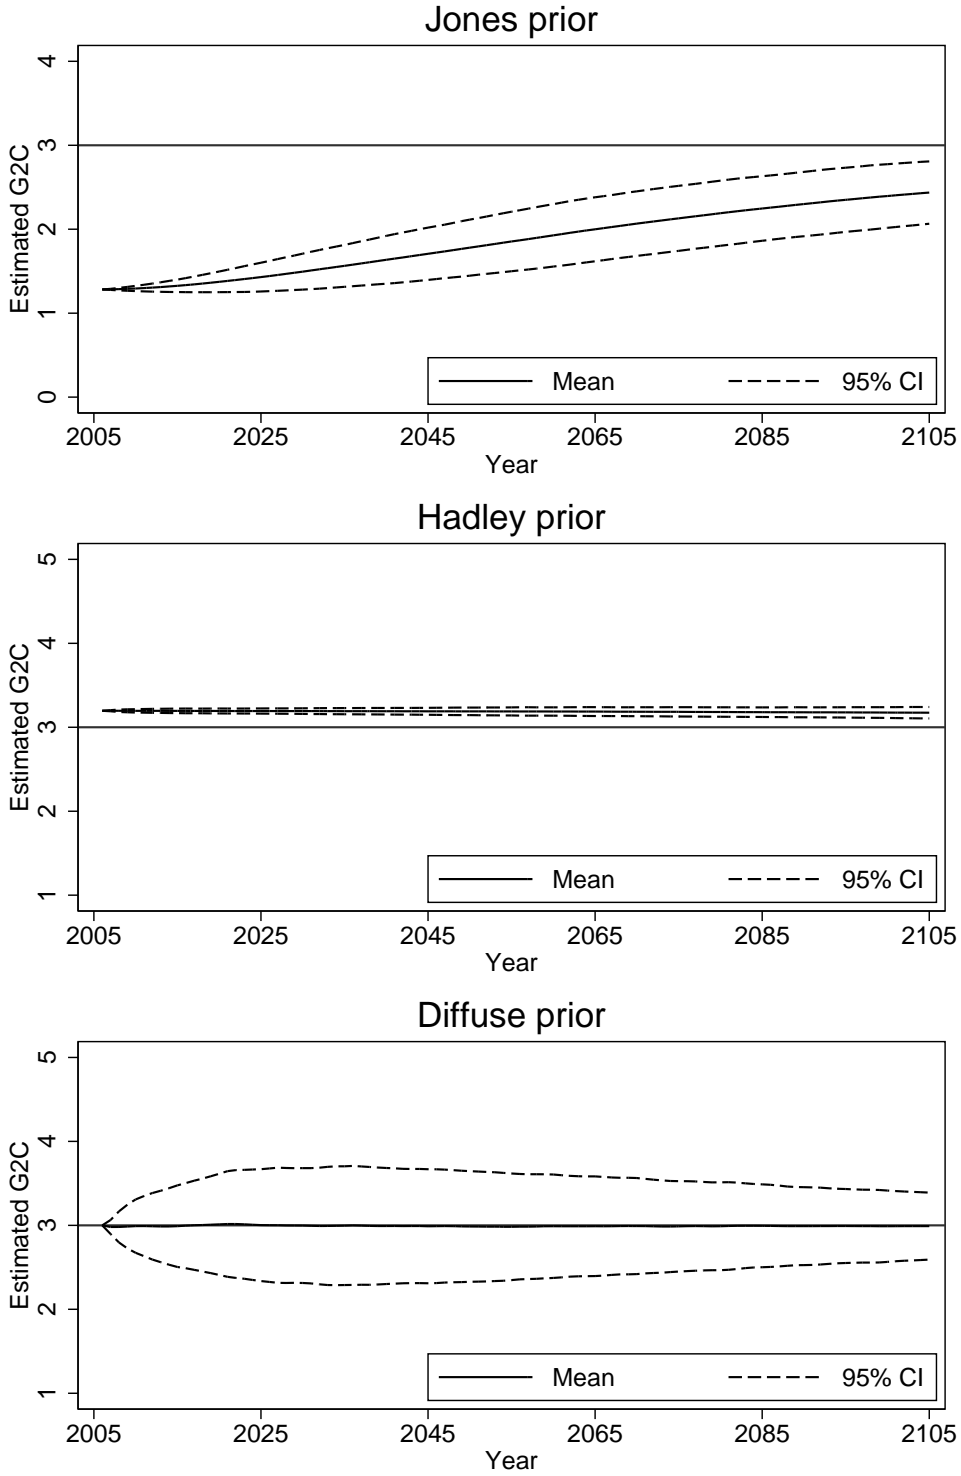 Jones prior
Estimated G2C
4
3
2
1
0
Mean 95% CI
2005 2025 2045 2065 2085 2105
Year
Hadley prior
Estimated G2C
5
4
3
2
1
Mean 95% CI
2005 2025 2045 2065 2085 2105
Year
Diffuse prior
Estimated G2C
5
4
3
2
1
Mean 95% CI
2005 2025 2045 2065 2085 2105
Year